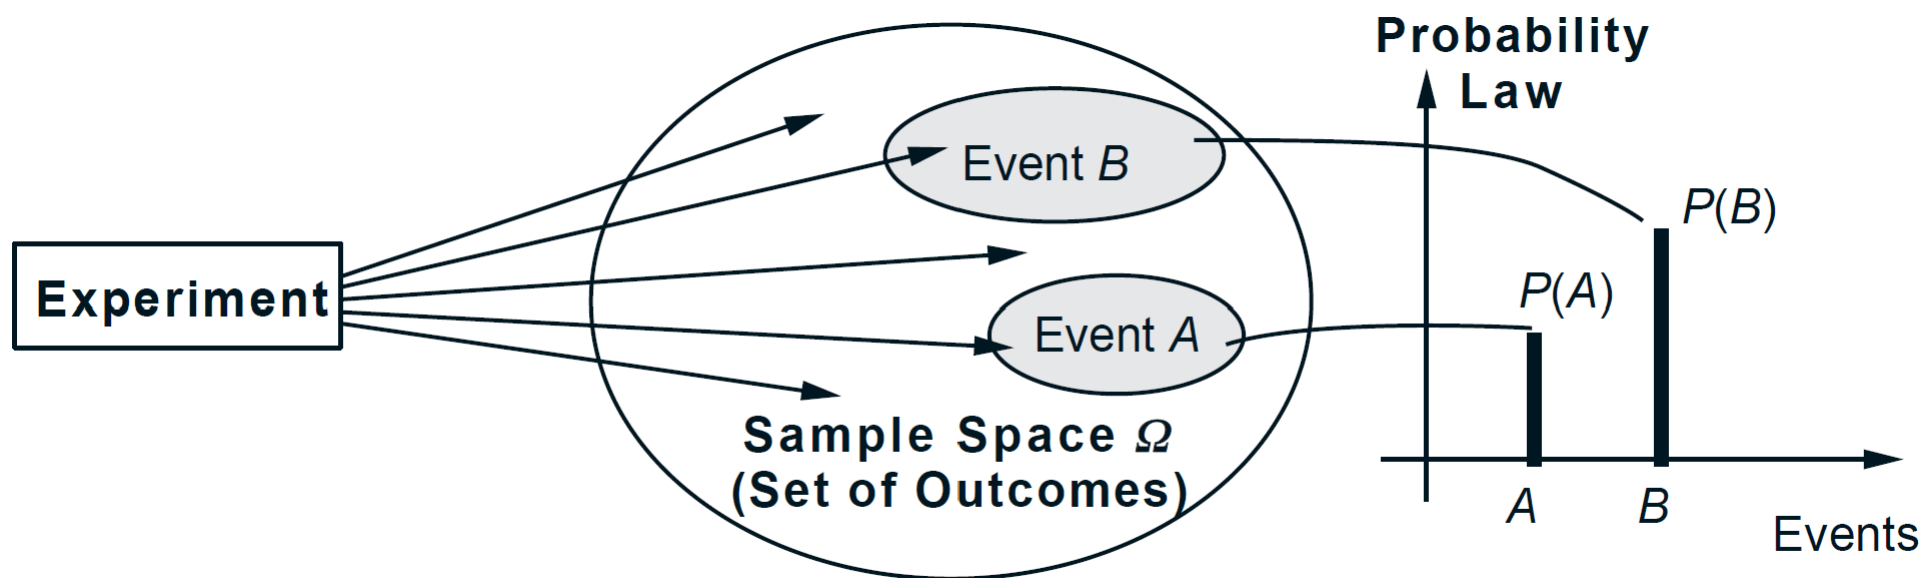 Experiment
Event B
Event A
Sample Space Ω
(Set of Outcomes)
Probability
Law
P(B)
P(A)
A
B
Events